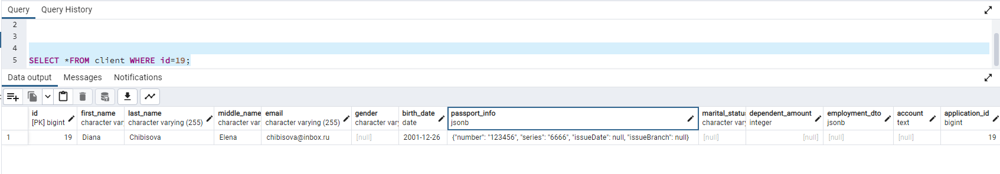 Query Query History
2
3
4
5 SELECT *FROM client WHERE id=19;
Data output Messages Notifications
id first_name last_name middle_name email gender birth_date passport_info marital_statu dependent_amount employment_dto account application_id
[PK] bigint character var character varying (255) character var character varying (255) character vary date jsonb character vary integer jsonb text bigint
1 19 Diana Chibisova Elena chibisova@inbox.ru [null] 2001-12-26 {"number": "123456", "series": "6666", "issueDate": null, "issueBranch": null} [null] [null] [null] [null] 19